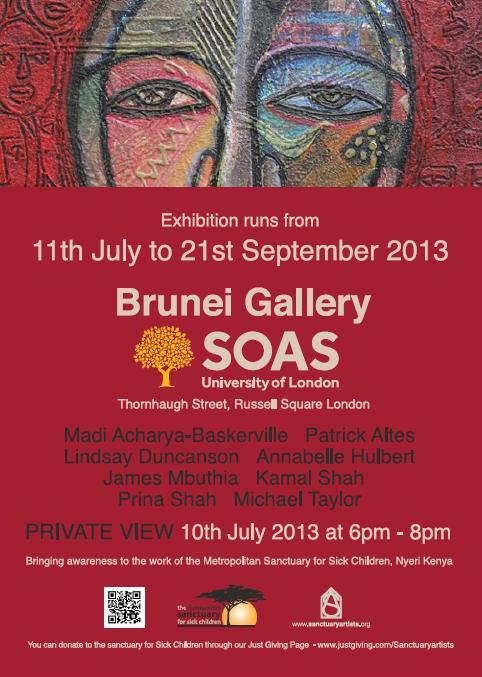 Exhibition runs from
11th July to 21st September 2013
Brunei Gallery
SOAS
University of London
Thornhaugh Street, Russell Square London
Madi Acharya-Baskerville Patrick Altes
Lindsay Duncanson Annabelle Hulbert
James Mbuthia Kamal Shah
Prina Shah Michael Taylor
PRIVATE VIEW 10th July 2013 at 6pm - 8pm
Bringing awareness to the work of the Metropolitan Sanctuary for Sick Children, Nyeri Kenya
the metropolitan
sanctuary
for sick children
www.sanctuaryartists.org
You can donate to the sanctuary for Sick Children through our Just Giving Page - www.justgiving.com/Sanctuaryartists